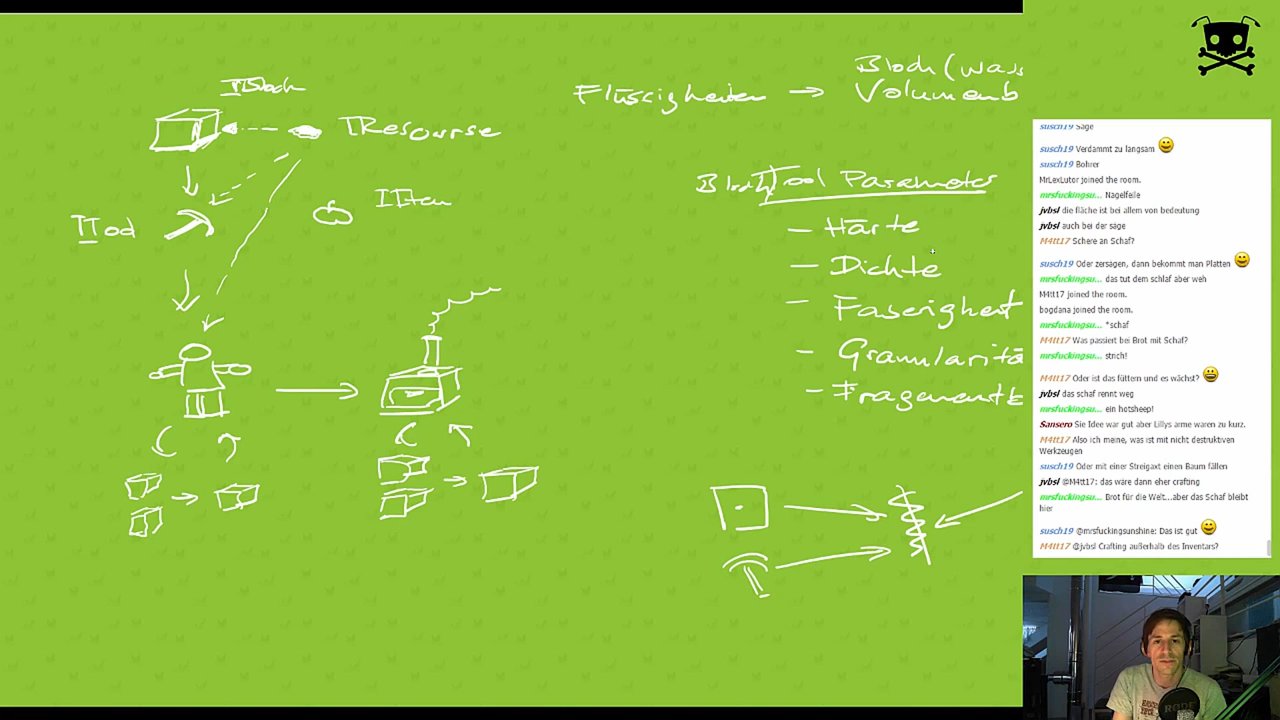 IBlock
IResourse
ITool
IItem
Flüssigkeiten → Block (was
Volumenb
Block/Tool Parameter
- Härte
- Dichte
- Faserigkeit
- Granularitä
- Fragmentb
susch19 Säge
susch19 Verdammt zu langsam
susch19 Bohrer
MrLexLutor joined the room.
mrsfuckingsu... Nagelfeile
jvbsl die fläche ist bei allem von bedeutung
jvbsl auch bei der säge
M4tt17 Schere an Schaf?
susch19 Oder zersägen, dann bekommt man Platten
mrsfuckingsu... das tut dem schlaf aber weh
M4tt17 joined the room.
bogdana joined the room.
mrsfuckingsu... *schaf
M4tt17 Was passiert bei Brot mit Schaf?
mrsfuckingsu... strich!
M4tt17 Oder ist das füttern und es wächst?
jvbsl das schaf rennt weg
mrsfuckingsu... ein hotsheep!
Sansero Sie Idee war gut aber Lillys arme waren zu kurz.
M4tt17 Also ich meine, was ist mit nicht destruktiven
Werkzeugen
susch19 Oder mit einer Streigaxt einen Baum fällen
jvbsl @M4tt17: das wäre dann eher crafting
mrsfuckingsu... Brot für die Welt...aber das Schaf bleibt
hier
susch19 @mrsfuckingsunshine: Das ist gut
M4tt17 @jvbsl Crafting außerhalb des Inventars?
RODE